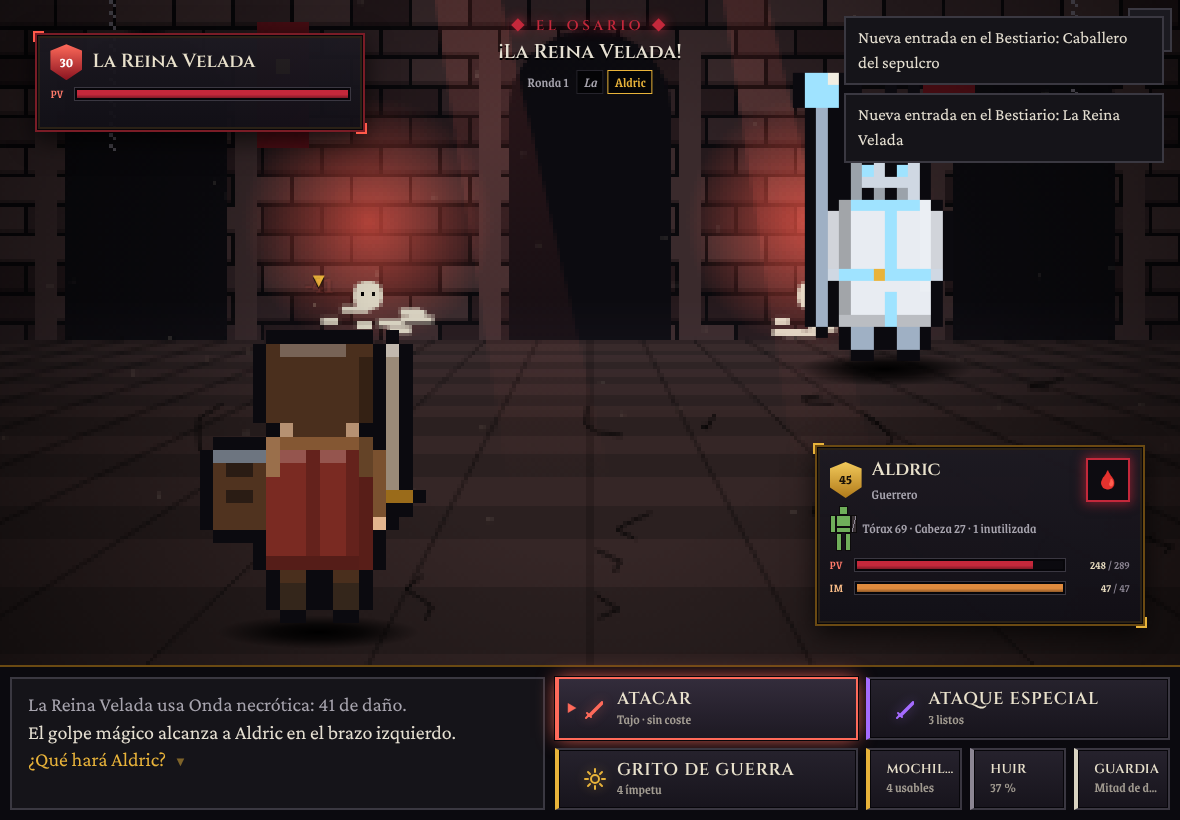 EL OSARIO
¡LA REINA VELADA!
Ronda 1 La Aldric
30 LA REINA VELADA
PV
Nueva entrada en el Bestiario: Caballero
del sepulcro
Nueva entrada en el Bestiario: La Reina
Velada
45 ALDRIC
Guerrero
Tórax 69 · Cabeza 27 · 1 inutilizada
PV 248 / 289
IM 47 / 47
La Reina Velada usa Onda necrótica: 41 de daño.
El golpe mágico alcanza a Aldric en el brazo izquierdo.
¿Qué hará Aldric?
ATACAR
Tajo · sin coste
ATAQUE ESPECIAL
3 listos
GRITO DE GUERRA
4 ímpetu
MOCHIL...
4 usables
HUIR
37 %
GUARDIA
Mitad de d...